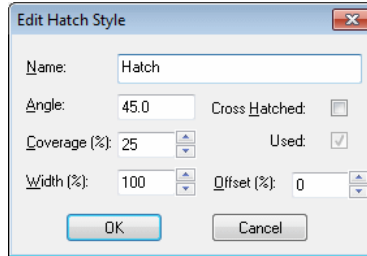 Edit Hatch Style
Name: Hatch
Angle: 45.0 Cross Hatched:
Coverage (%): 25 Used:
Width (%): 100 Offset (%): 0
OK Cancel